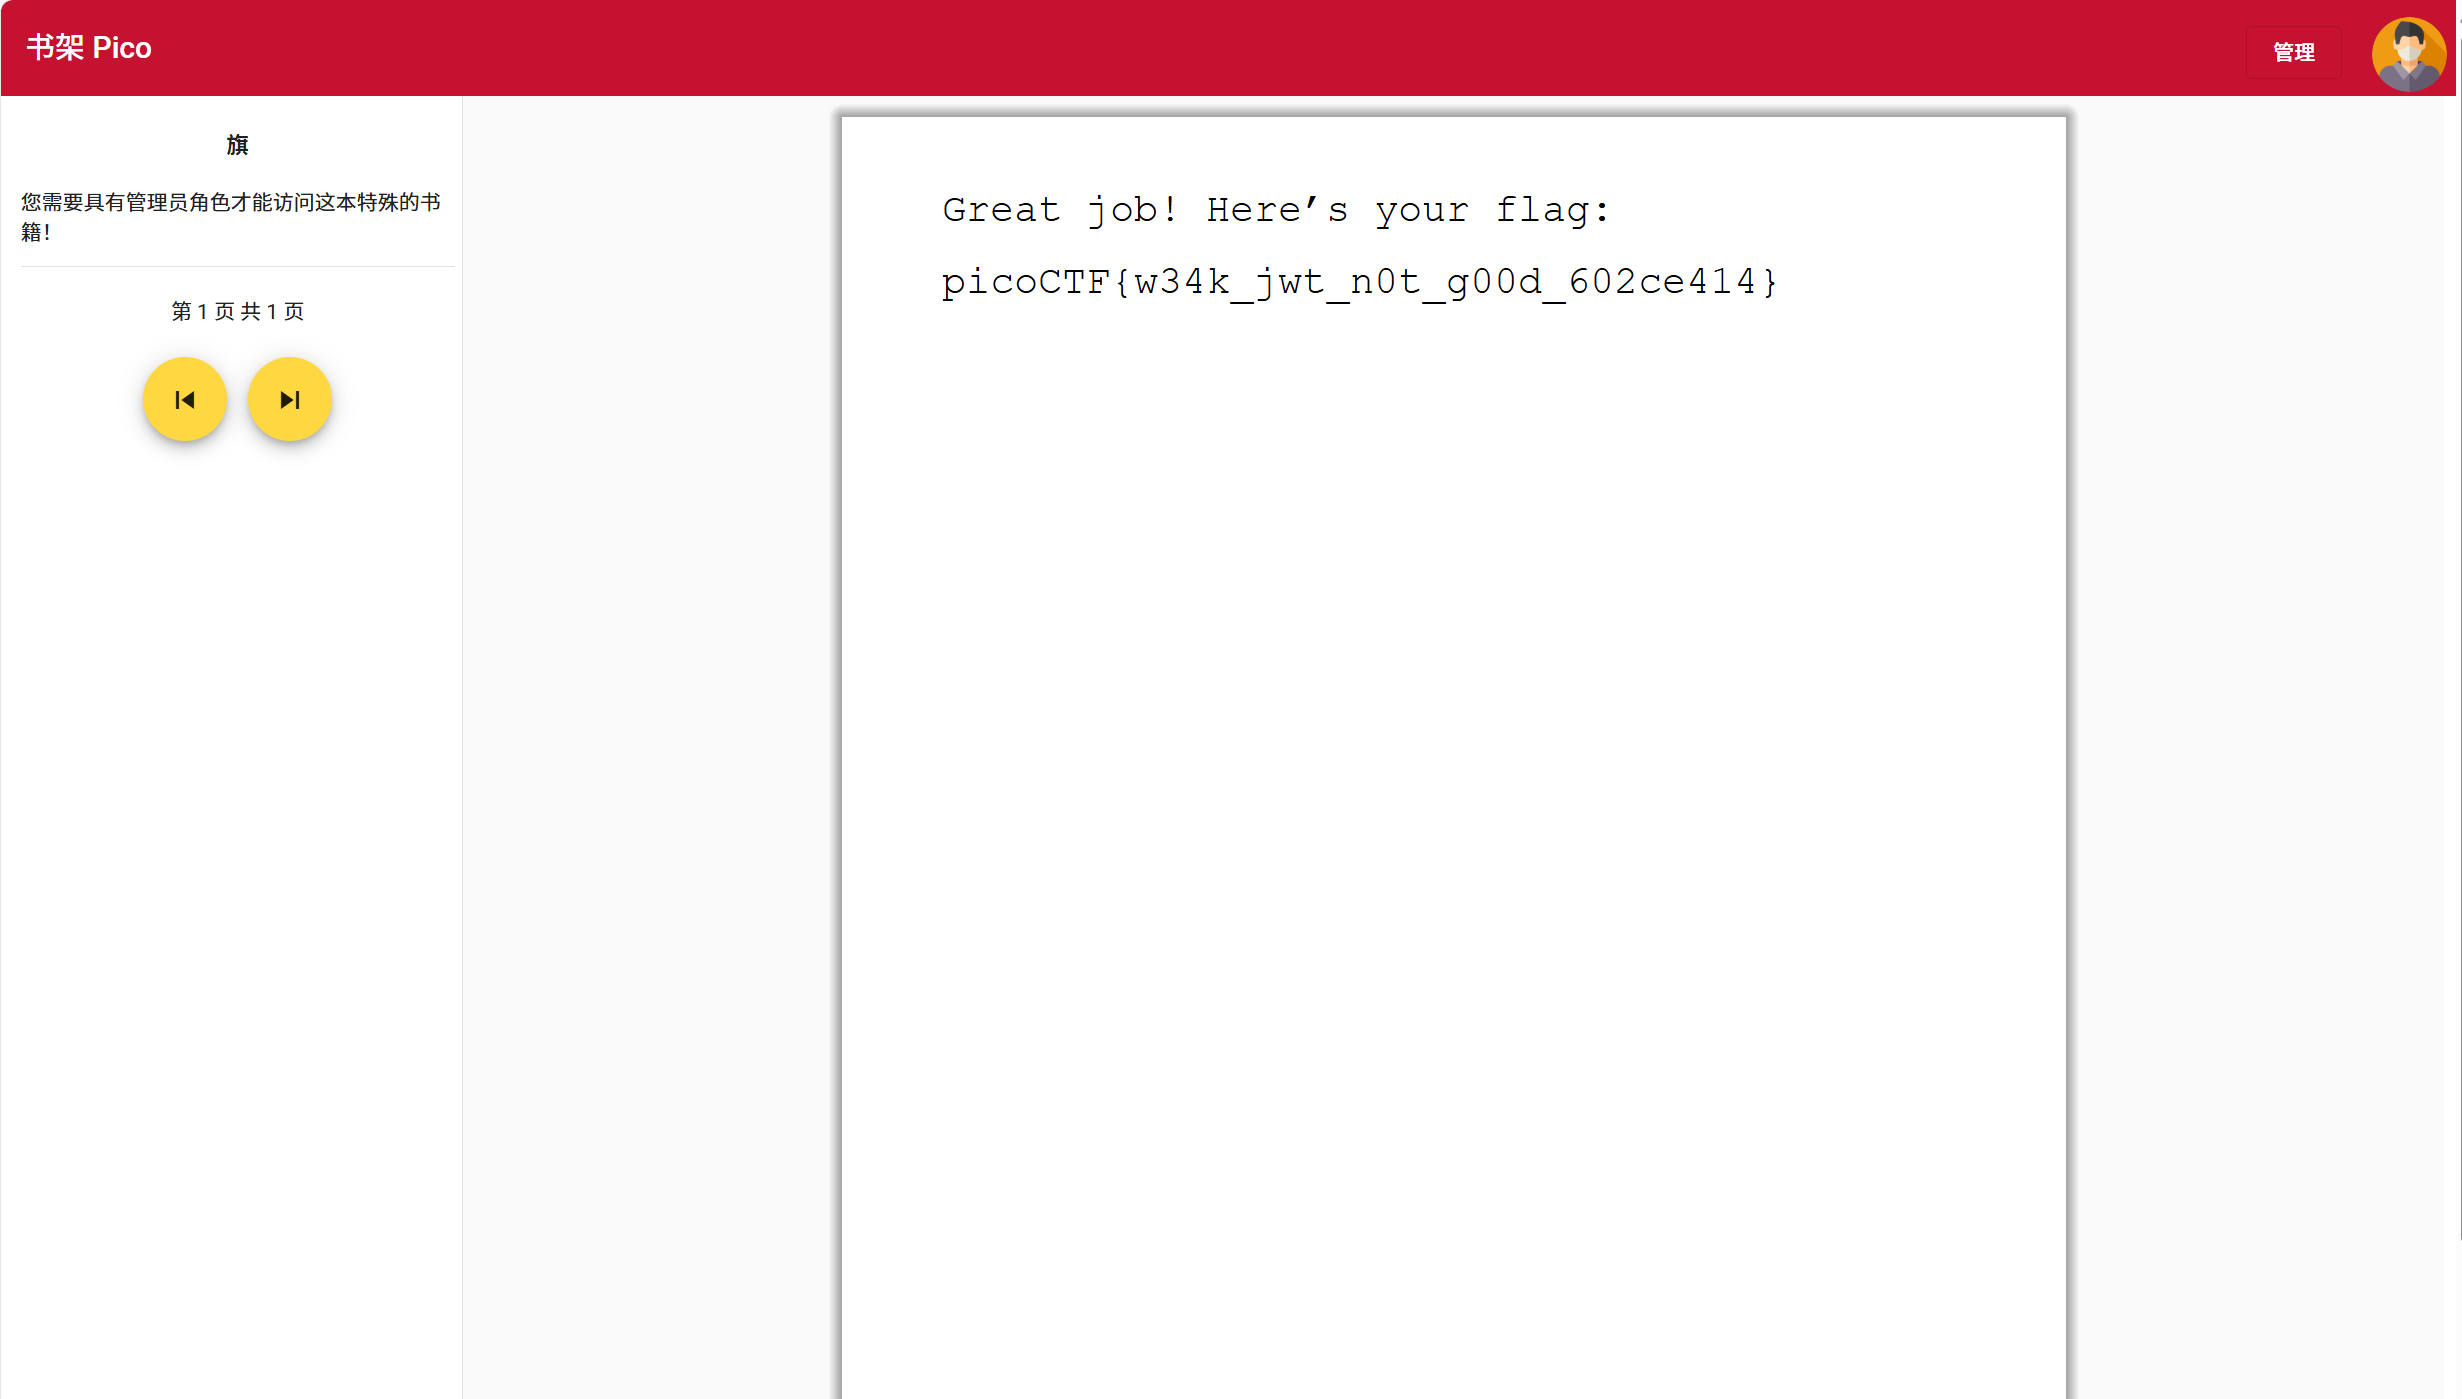 书架 Pico
管理
旗
您需要具有管理员角色才能访问这本特殊的书
籍！
第 1 页 共 1 页
Great job! Here’s your flag:
picoCTF{w34k_jwt_n0t_g00d_602ce414}